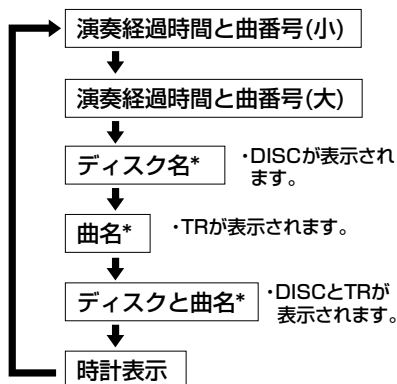 演奏経過時間と曲番号(小)
演奏経過時間と曲番号(大)
ディスク名*
・DISCが表示され
ます。
曲名*
・TRが表示されます。
ディスクと曲名*
・DISCとTRが
表示されます。
時計表示